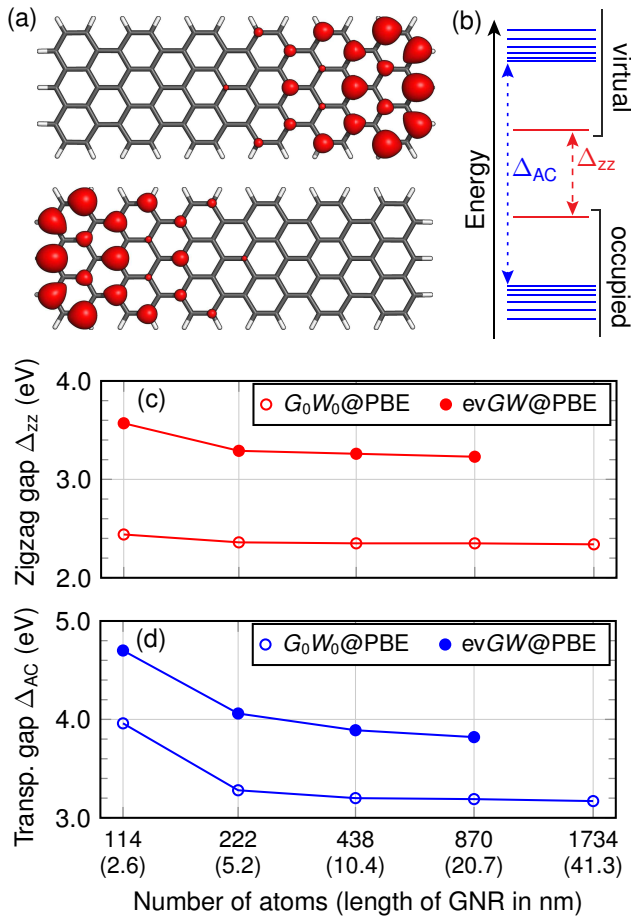 (a)
(b)
Energy
Δ_AC
Δ_zz
virtual
occupied
(c)
G₀W₀@PBE
evGW@PBE
Zigzag gap Δ_zz (eV)
4.0
3.0
2.0
(d)
G₀W₀@PBE
evGW@PBE
Transp. gap Δ_AC (eV)
5.0
4.0
3.0
114 222 438 870 1734
(2.6) (5.2) (10.4) (20.7) (41.3)
Number of atoms (length of GNR in nm)